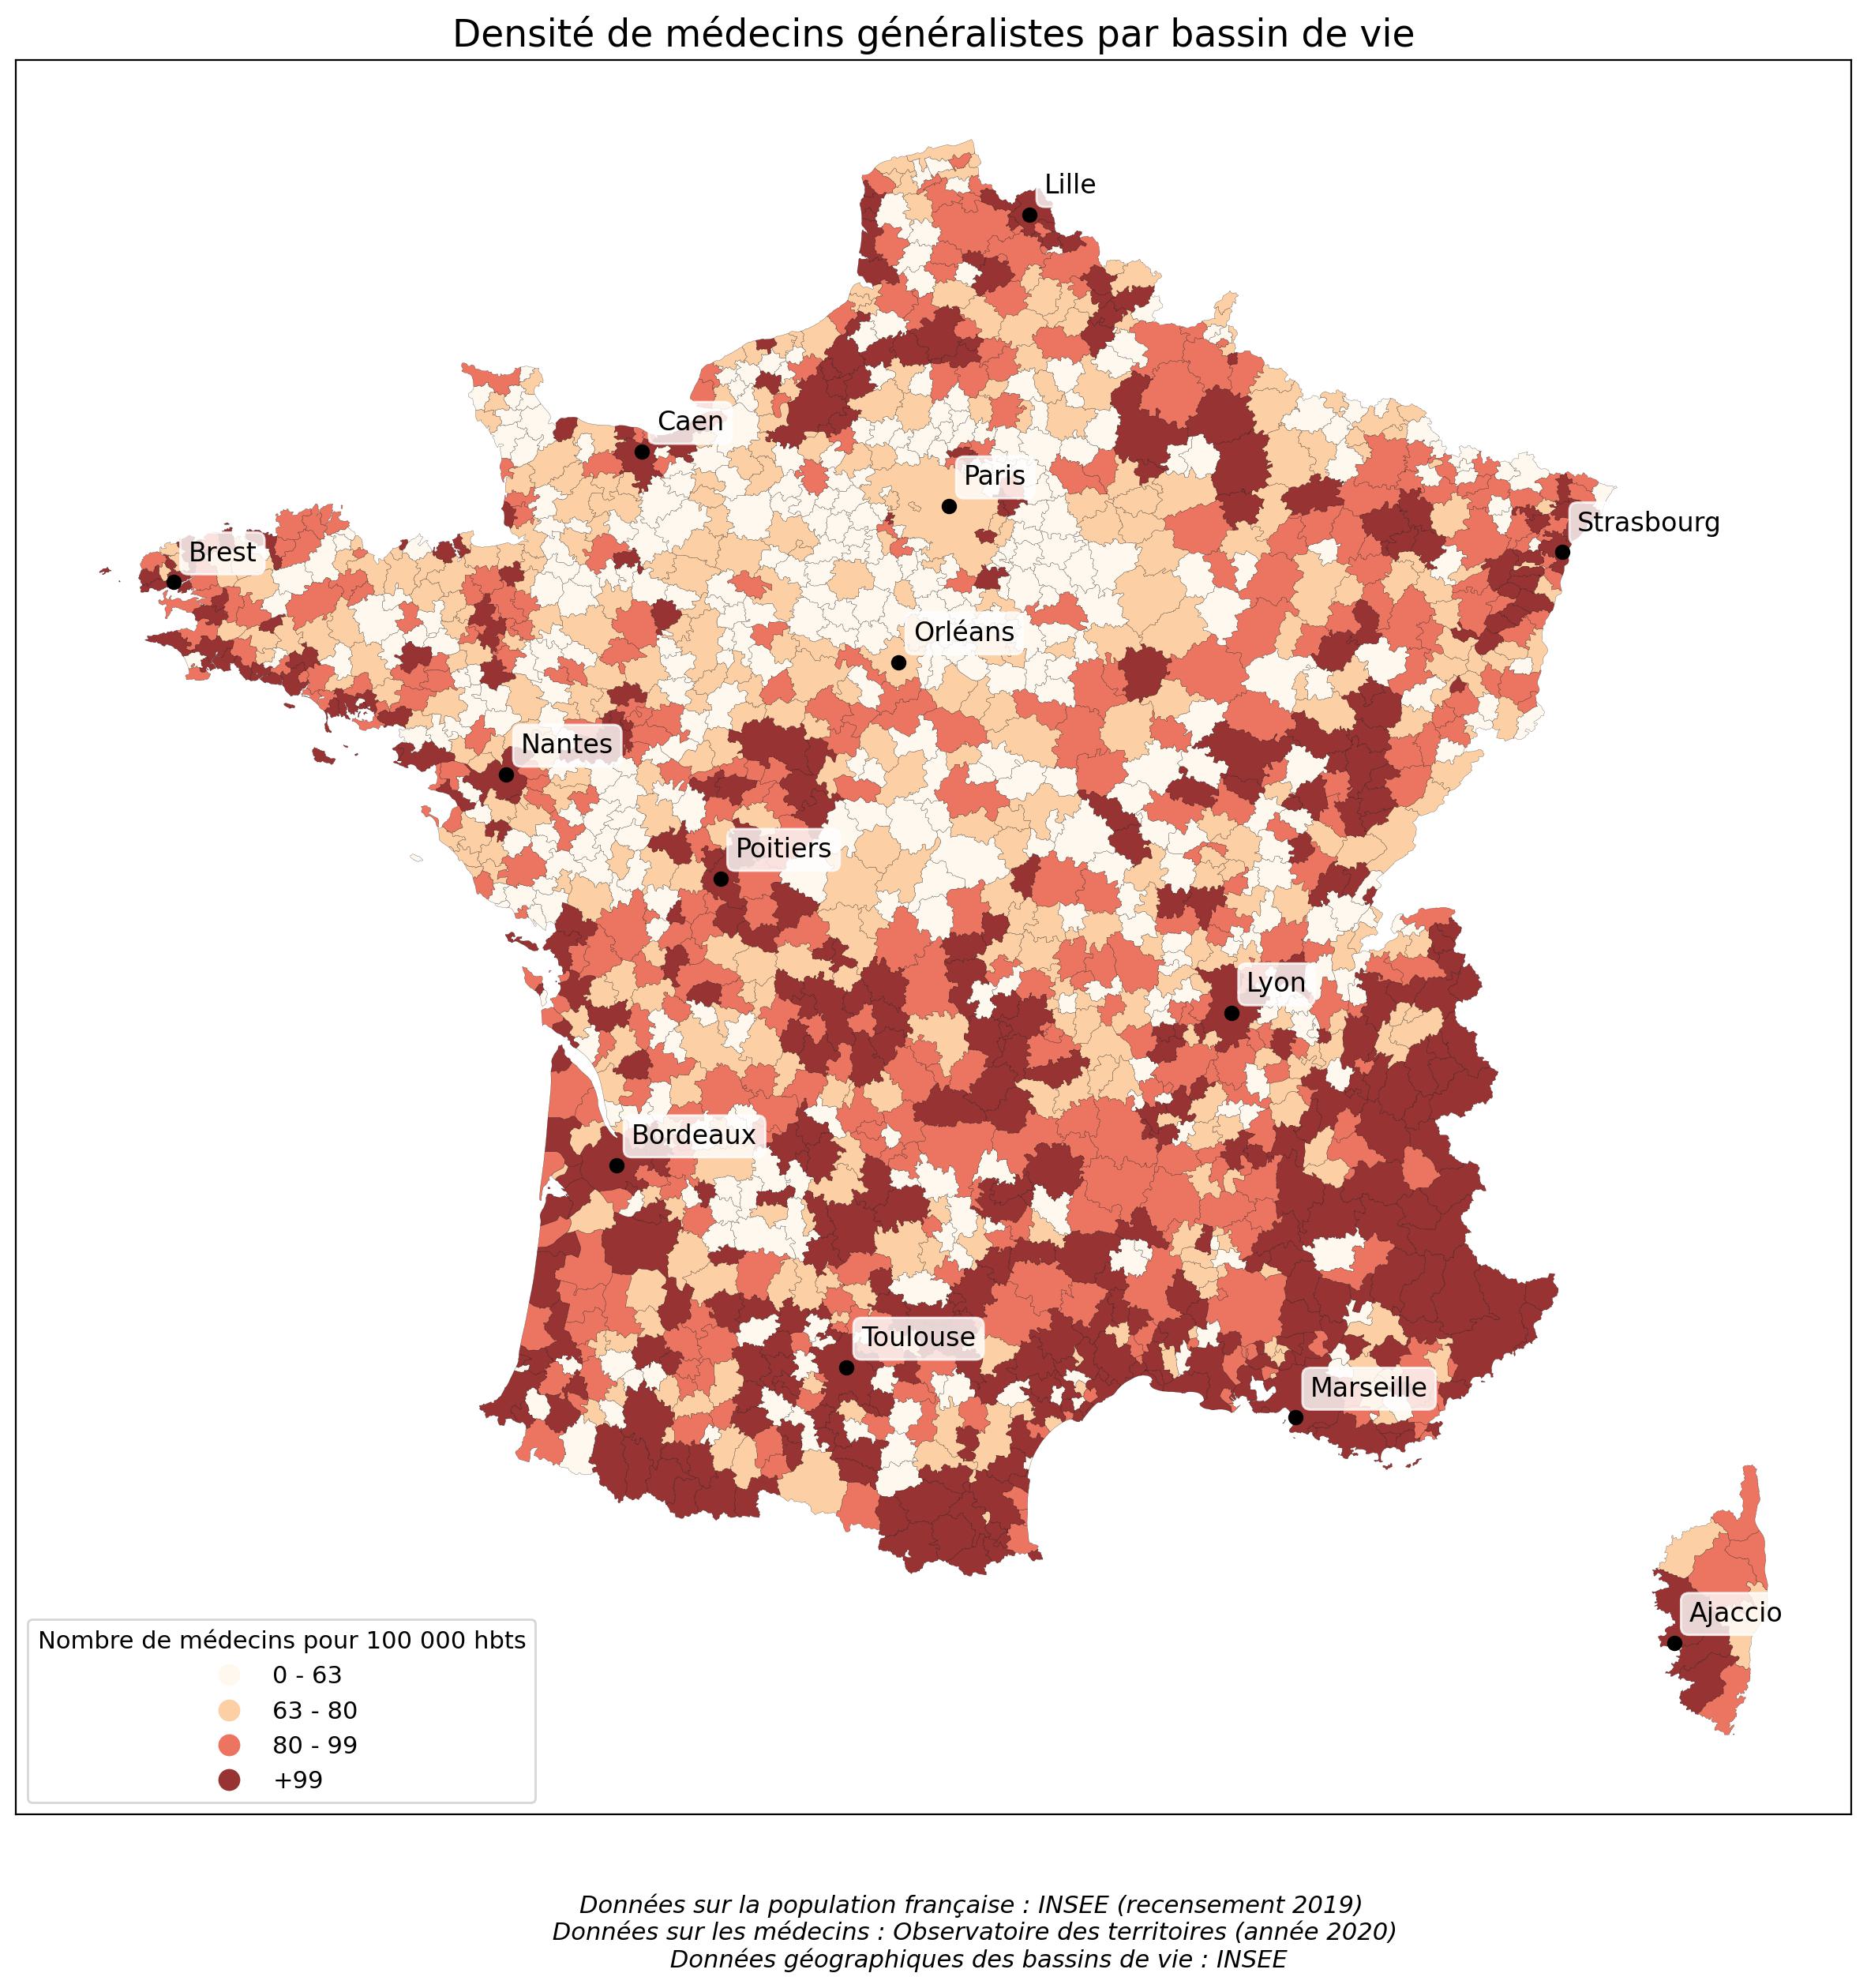 Densité de médecins généralistes par bassin de vie
Lille
Caen
Paris
Strasbourg
Brest
Orléans
Nantes
Poitiers
Lyon
Bordeaux
Toulouse
Marseille
Ajaccio
Nombre de médecins pour 100 000 hbts
0 - 63
63 - 80
80 - 99
+99
Données sur la population française : INSEE (recensement 2019)
Données sur les médecins : Observatoire des territoires (année 2020)
Données géographiques des bassins de vie : INSEE